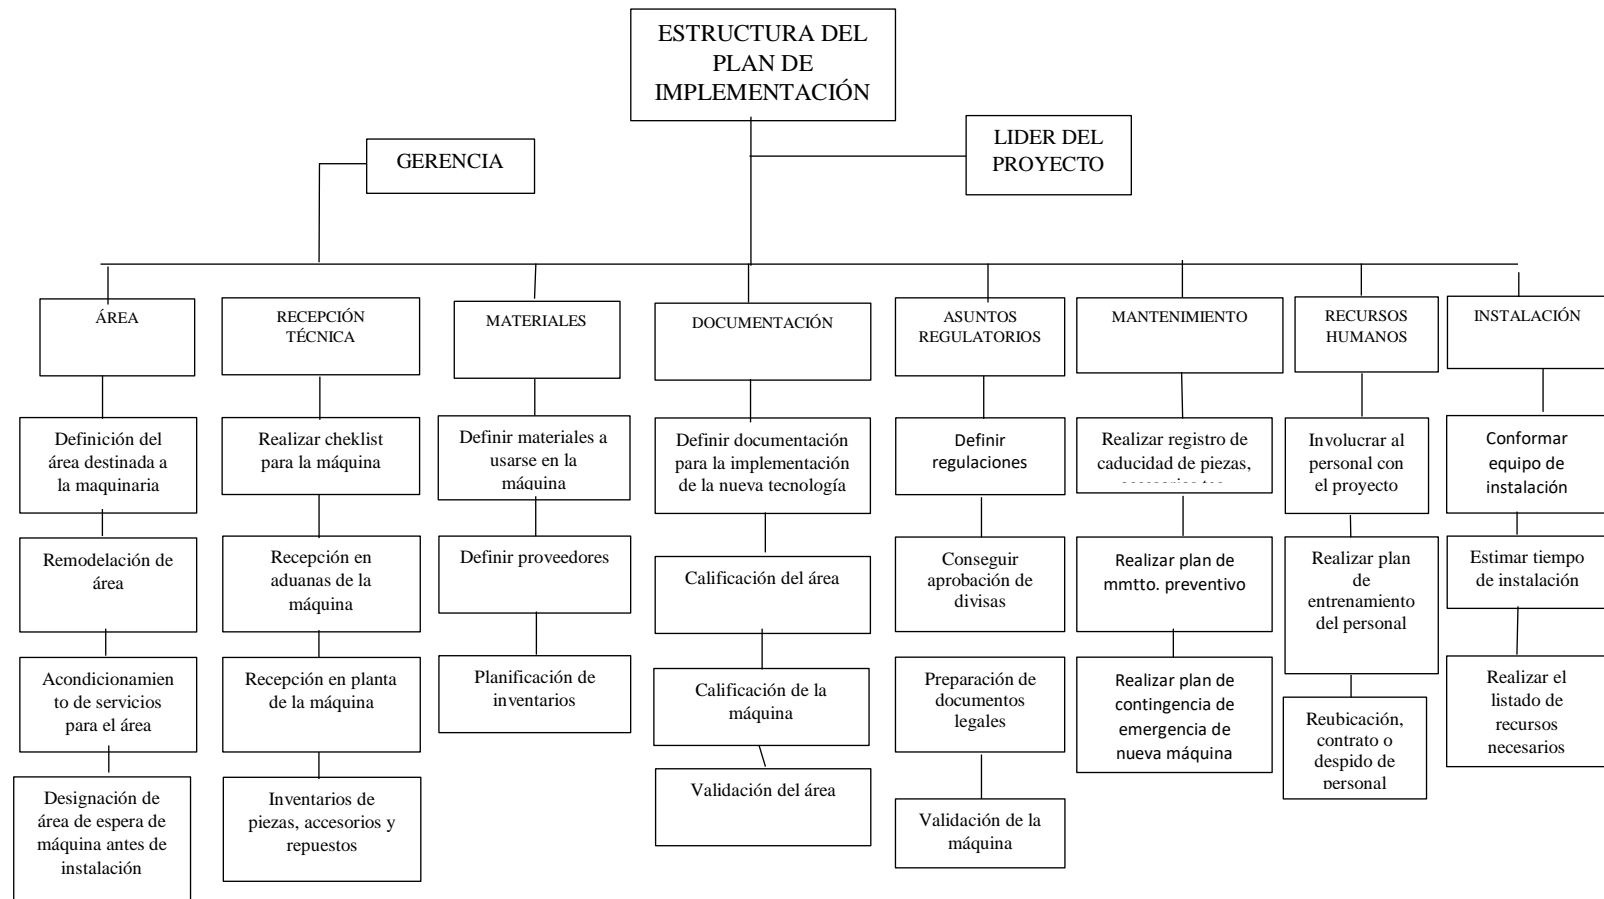 ESTRUCTURA DEL
PLAN DE
IMPLEMENTACIÓN
GERENCIA
LIDER DEL
PROYECTO
ÁREA
Definición del
área destinada a
la maquinaria
Remodelación de
área
Acondicionamien
to de servicios
para el área
Designación de
área de espera de
máquina antes de
instalación
RECEPCIÓN
TÉCNICA
Realizar cheklist
para la máquina
Recepción en
aduanas de la
máquina
Recepción en planta
de la máquina
Inventarios de
piezas, accesorios y
repuestos
MATERIALES
Definir materiales a
usarse en la
máquina
Definir proveedores
Planificación de
inventarios
DOCUMENTACIÓN
Definir documentación
para la implementación
de la nueva tecnología
Calificación del área
Calificación de la
máquina
Validación del área
ASUNTOS
REGULATORIOS
Definir
regulaciones
Conseguir
aprobación de
divisas
Preparación de
documentos
legales
Validación de la
máquina
MANTENIMIENTO
Realizar registro de
caducidad de piezas,
Realizar plan de
mmtto. preventivo
Realizar plan de
contingencia de
emergencia de
nueva máquina
RECURSOS
HUMANOS
Involucrar al
personal con
el proyecto
Realizar plan
de
entrenamiento
del personal
Reubicación,
contrato o
despido de
personal
INSTALACIÓN
Conformar
equipo de
instalación
Estimar tiempo
de instalación
Realizar el
listado de
recursos
necesarios